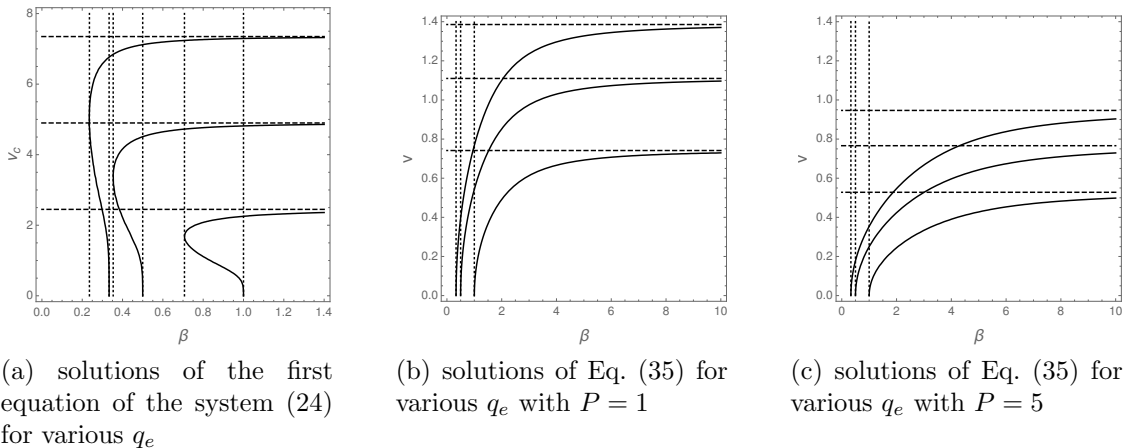 8
6
4
2
0
v_c
0.0 0.2 0.4 0.6 0.8 1.0 1.2 1.4
β
1.4
1.2
1.0
0.8
0.6
0.4
0.2
0.0
v
0 2 4 6 8 10
β
1.4
1.2
1.0
0.8
0.6
0.4
0.2
0.0
v
0 2 4 6 8 10
β
(a) solutions of the first
equation of the system (24)
for various q_e
(b) solutions of Eq. (35) for
various q_e with P = 1
(c) solutions of Eq. (35) for
various q_e with P = 5